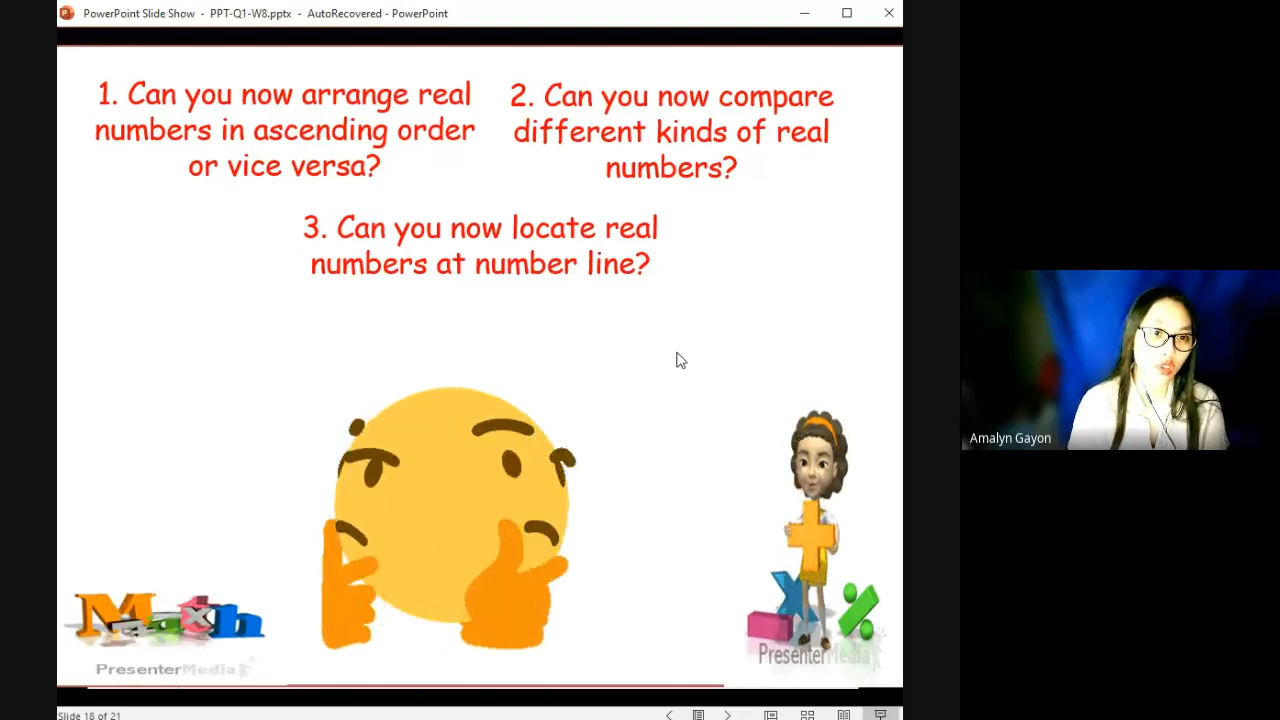 PowerPoint Slide Show - PPT-Q1-W8.pptx - AutoRecovered - PowerPoint
1. Can you now arrange real
numbers in ascending order
or vice versa?
2. Can you now compare
different kinds of real
numbers?
3. Can you now locate real
numbers at number line?
Amalyn Gayon
Math
PresenterMedia
PresenterMedia
Slide 18 of 21